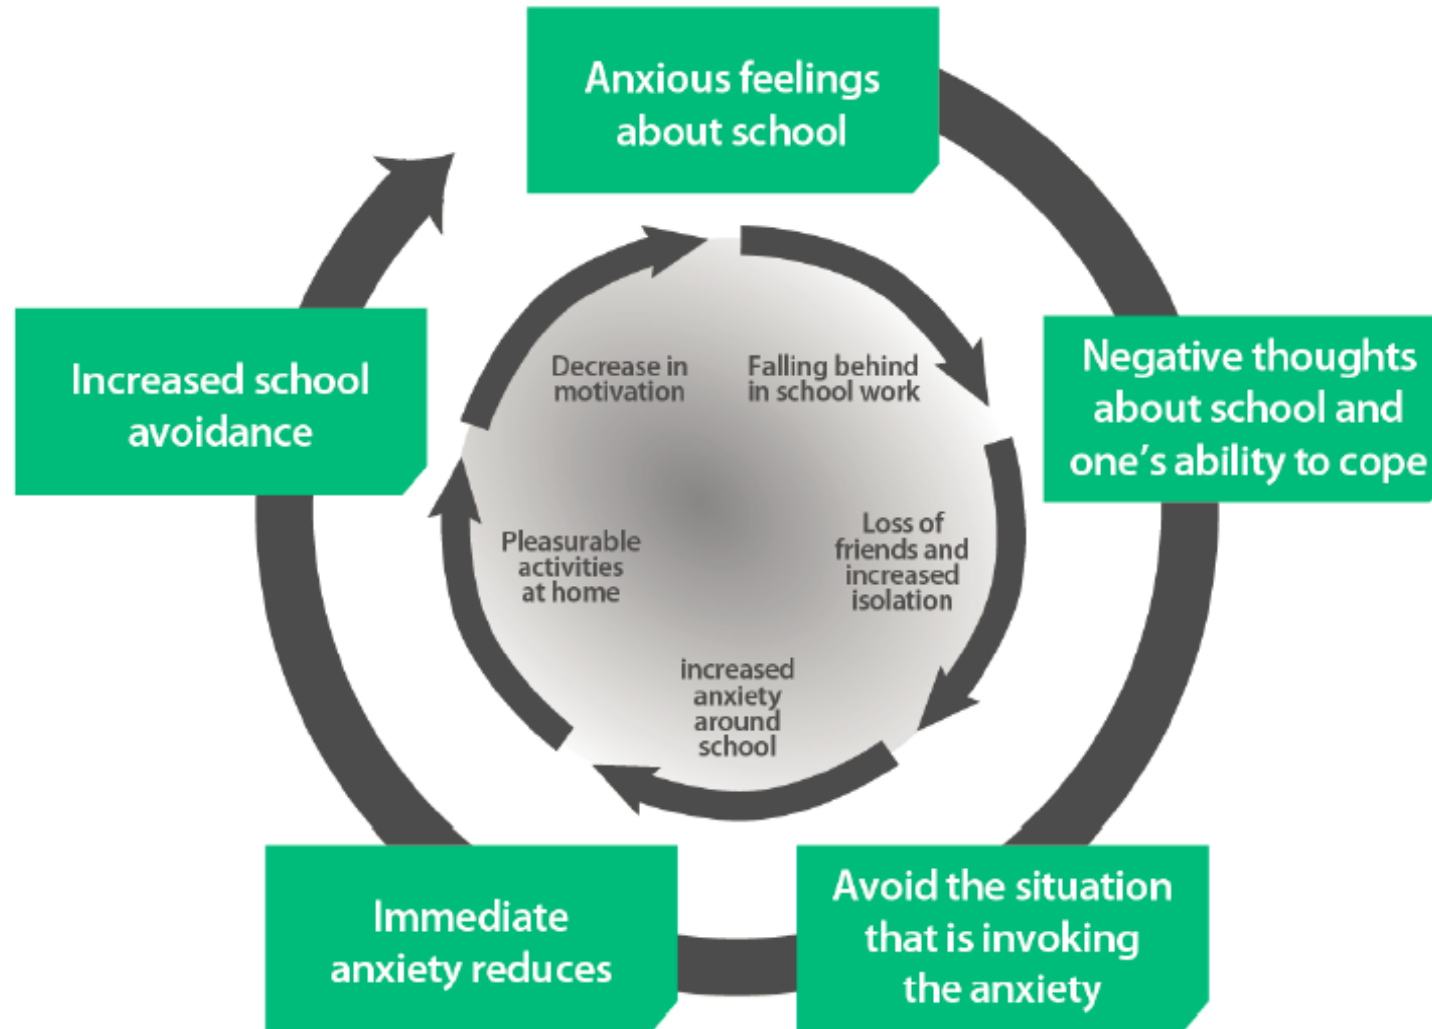 Anxious feelings
about school
Negative thoughts
about school and
one's ability to cope
Avoid the situation
that is invoking
the anxiety
Immediate
anxiety reduces
Increased school
avoidance
Falling behind
in school work
Loss of
friends and
increased
isolation
increased
anxiety
around
school
Pleasurable
activities
at home
Decrease in
motivation